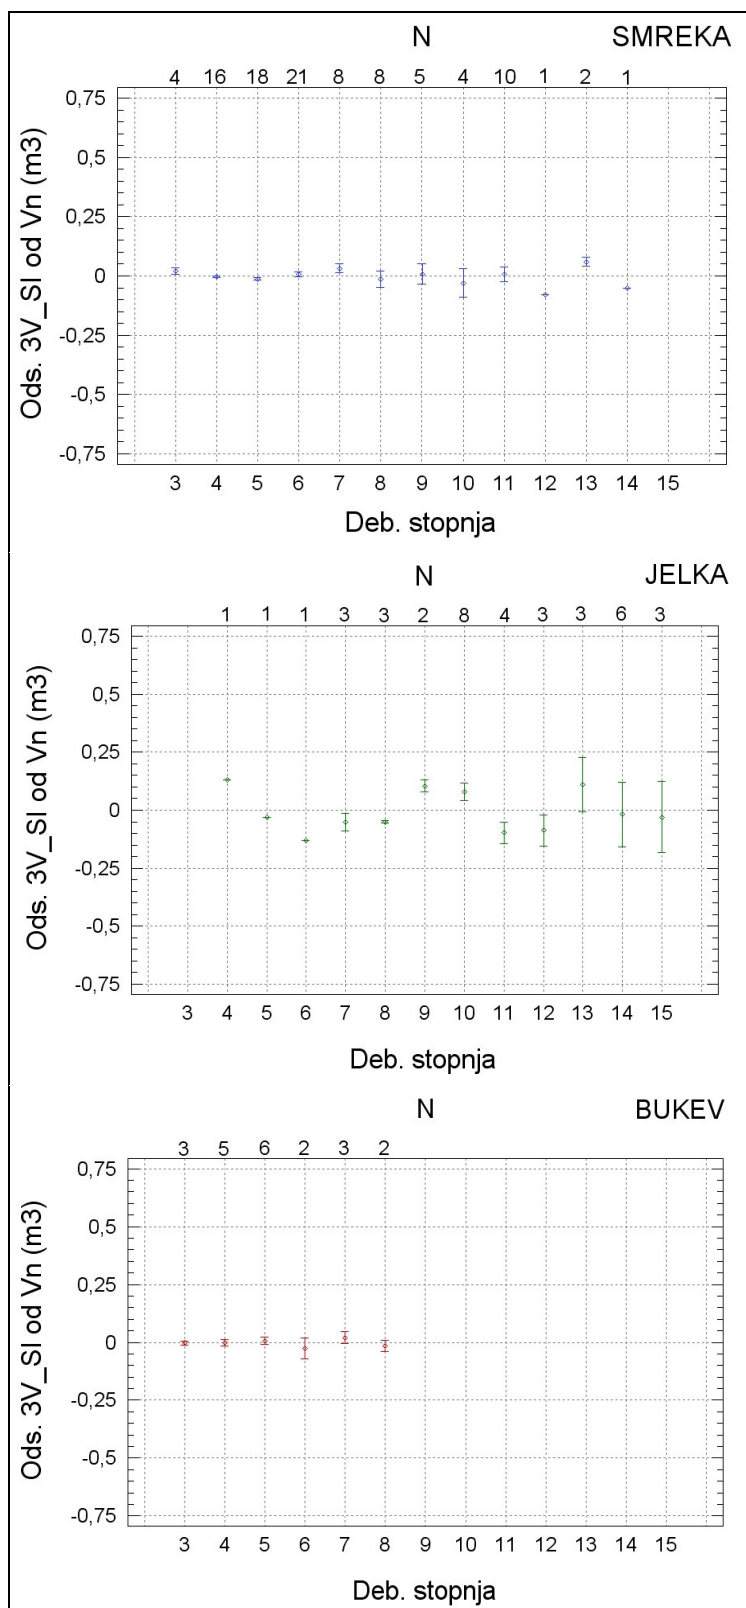 N SMREKA
4 16 18 21 8 8 5 4 10 1 2 1
0,75
0,5
0,25
0
-0,25
-0,5
-0,75
Ods. 3V_SI od Vn (m3)
3 4 5 6 7 8 9 10 11 12 13 14 15
Deb. stopnja
N JELKA
1 1 1 3 3 2 8 4 3 3 6 3
0,75
0,5
0,25
0
-0,25
-0,5
-0,75
Ods. 3V_SI od Vn (m3)
3 4 5 6 7 8 9 10 11 12 13 14 15
Deb. stopnja
N BUKEV
3 5 6 2 3 2
0,75
0,5
0,25
0
-0,25
-0,5
-0,75
Ods. 3V_SI od Vn (m3)
3 4 5 6 7 8 9 10 11 12 13 14 15
Deb. stopnja